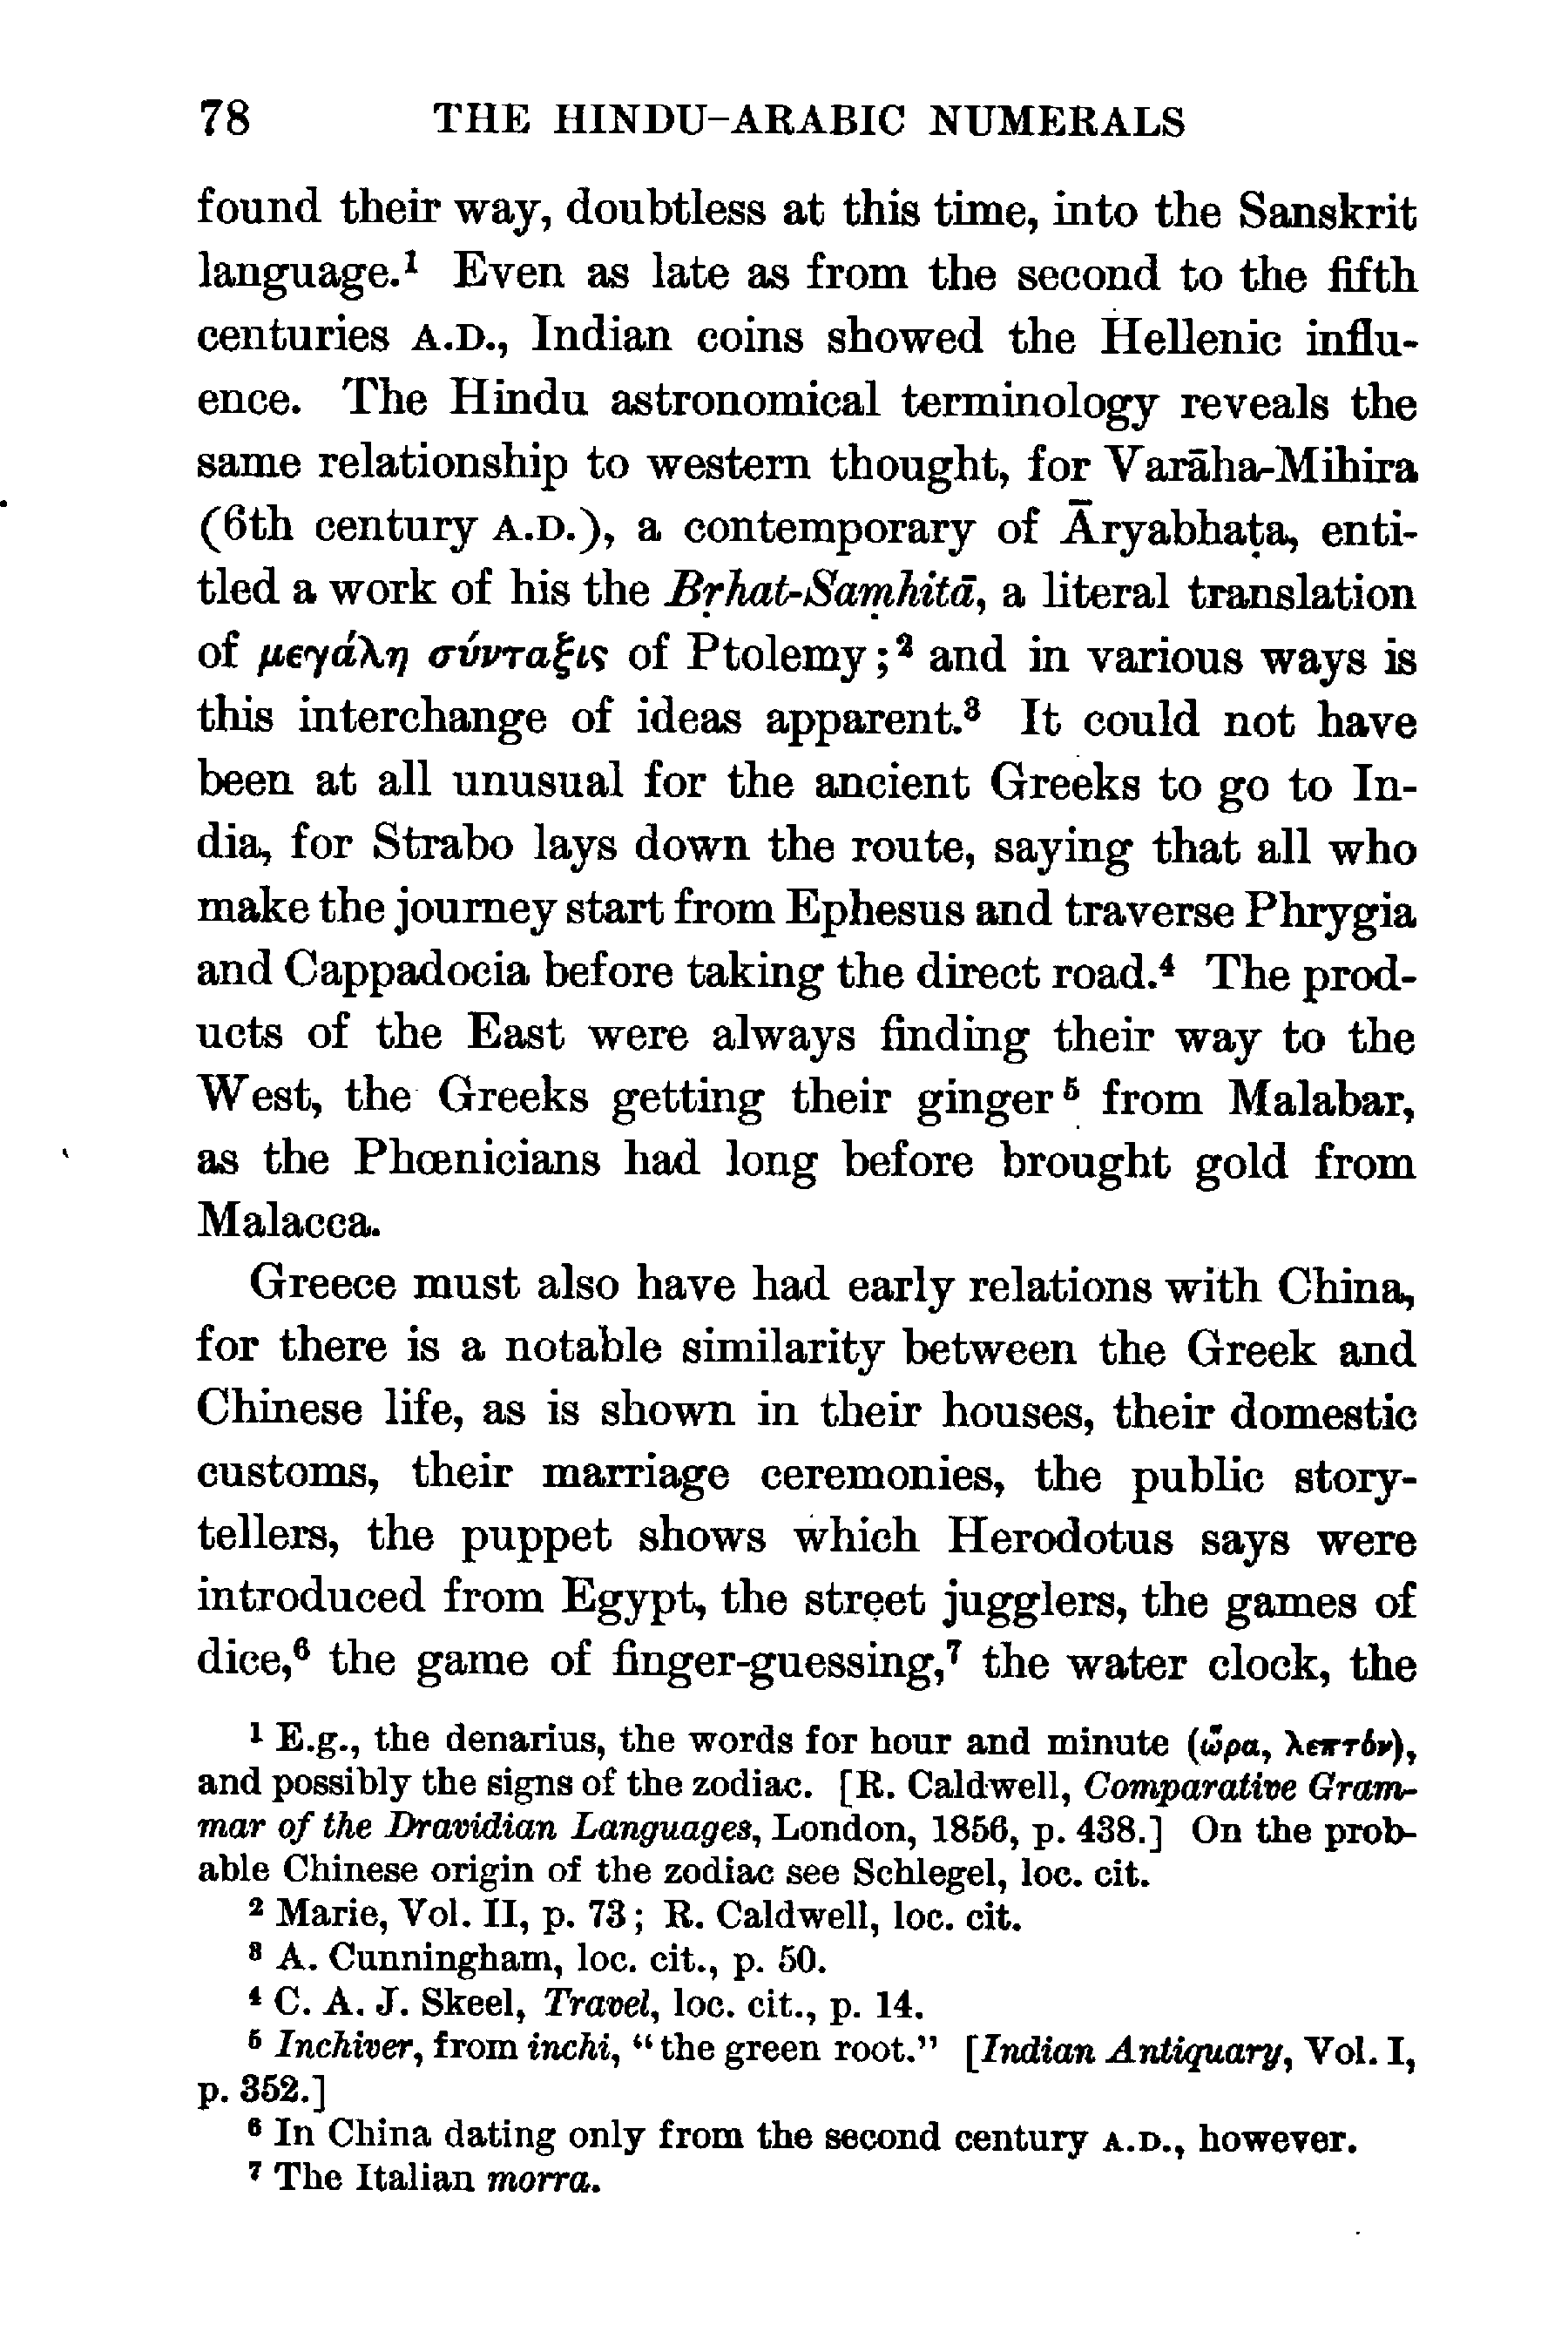 78 THE HINDU–ARABIC NUMERALS
found their way, doubtless at this time, into the Sanskrit
language.¹ Even as late as from the second to the fifth
centuries A.D., Indian coins showed the Hellenic influ-
ence. The Hindu astronomical terminology reveals the
same relationship to western thought, for Varāha-Mihira
(6th century A.D.), a contemporary of Āryabhaṭa, enti-
tled a work of his the Bṛhat-Saṃhitā, a literal translation
of μεγάλη σύνταξις of Ptolemy;² and in various ways is
this interchange of ideas apparent.³ It could not have
been at all unusual for the ancient Greeks to go to In-
dia, for Strabo lays down the route, saying that all who
make the journey start from Ephesus and traverse Phrygia
and Cappadocia before taking the direct road.⁴ The prod-
ucts of the East were always finding their way to the
West, the Greeks getting their ginger⁵ from Malabar,
as the Phœnicians had long before brought gold from
Malacca.
Greece must also have had early relations with China,
for there is a notable similarity between the Greek and
Chinese life, as is shown in their houses, their domestic
customs, their marriage ceremonies, the public story-
tellers, the puppet shows which Herodotus says were
introduced from Egypt, the street jugglers, the games of
dice,⁶ the game of finger-guessing,⁷ the water clock, the
¹ E.g., the denarius, the words for hour and minute (ὥρα, λεπτόν),
and possibly the signs of the zodiac. [R. Caldwell, Comparative Gram-
mar of the Dravidian Languages, London, 1856, p. 438.] On the prob-
able Chinese origin of the zodiac see Schlegel, loc. cit.
² Marie, Vol. II, p. 73; R. Caldwell, loc. cit.
³ A. Cunningham, loc. cit., p. 50.
⁴ C. A. J. Skeel, Travel, loc. cit., p. 14.
⁵ Inchiver, from inchi, "the green root." [Indian Antiquary, Vol. I,
p. 352.]
⁶ In China dating only from the second century A.D., however.
⁷ The Italian morra.